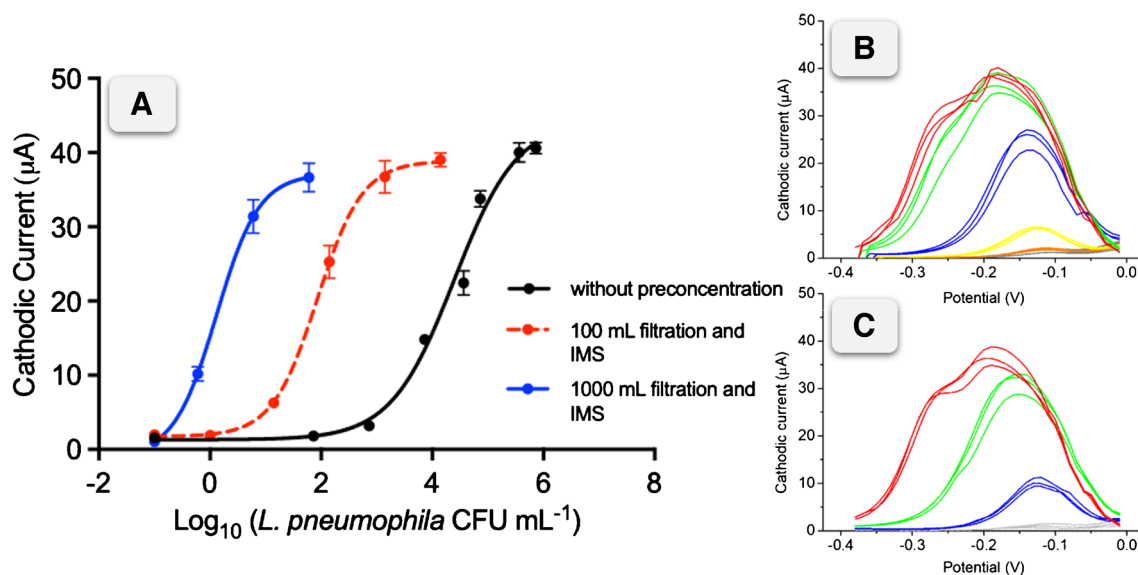 A
50
40
30
20
10
0
-2
0
2
4
6
8
Cathodic Current (µA)
Log10 (L. pneumophila CFU mL-1)
without preconcentration
100 mL filtration and
IMS
1000 mL filtration and
IMS
B
50
40
30
20
10
0
-0.4
-0.3
-0.2
-0.1
0.0
Cathodic current (µA)
Potential (V)
C
50
40
30
20
10
0
-0.4
-0.3
-0.2
-0.1
0.0
Cathodic current (µA)
Potential (V)